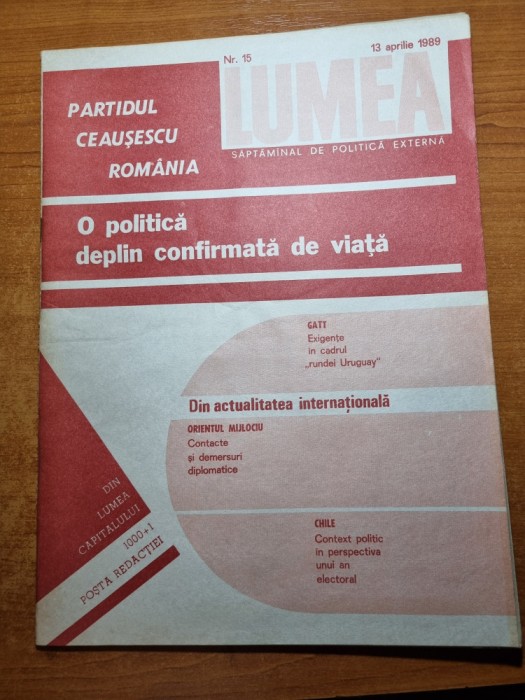 Nr. 15
13 aprilie 1989
LUMEA
SĂPTĂMÎNAL DE POLITICĂ EXTERNĂ
PARTIDUL
CEAUȘESCU
ROMÂNIA
O politică
deplin confirmată de viață
GATT
Exigențe
în cadrul
„rundei Uruguay”
Din actualitatea internațională
ORIENTUL MIJLOCIU
Contacte
și demersuri
diplomatice
CHILE
Context politic
în perspectiva
unui an
electoral
DIN
LUMEA
CAPITALULUI
1000+1
POȘTA REDACȚIEI